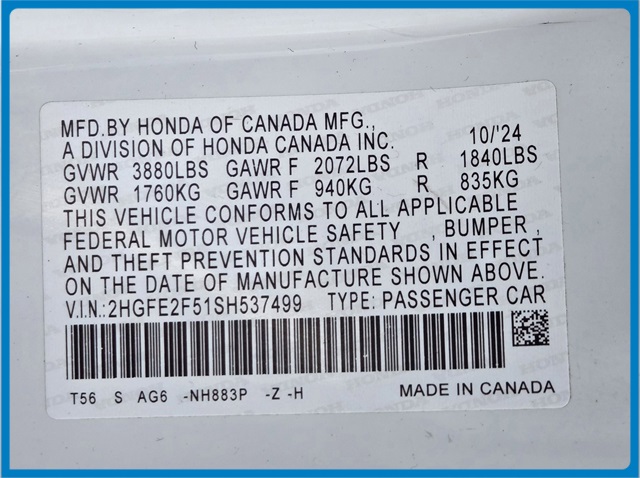 MFD.BY HONDA OF CANADA MFG.,
A DIVISION OF HONDA CANADA INC. 10/'24
GVWR 3880LBS GAWR F 2072LBS R 1840LBS
GVWR 1760KG GAWR F 940KG R 835KG
THIS VEHICLE CONFORMS TO ALL APPLICABLE
FEDERAL MOTOR VEHICLE SAFETY , BUMPER ,
AND THEFT PREVENTION STANDARDS IN EFFECT
ON THE DATE OF MANUFACTURE SHOWN ABOVE.
V.I.N.:2HGFE2F51SH537499 TYPE: PASSENGER CAR
T56 S AG6 -NH883P -Z -H MADE IN CANADA